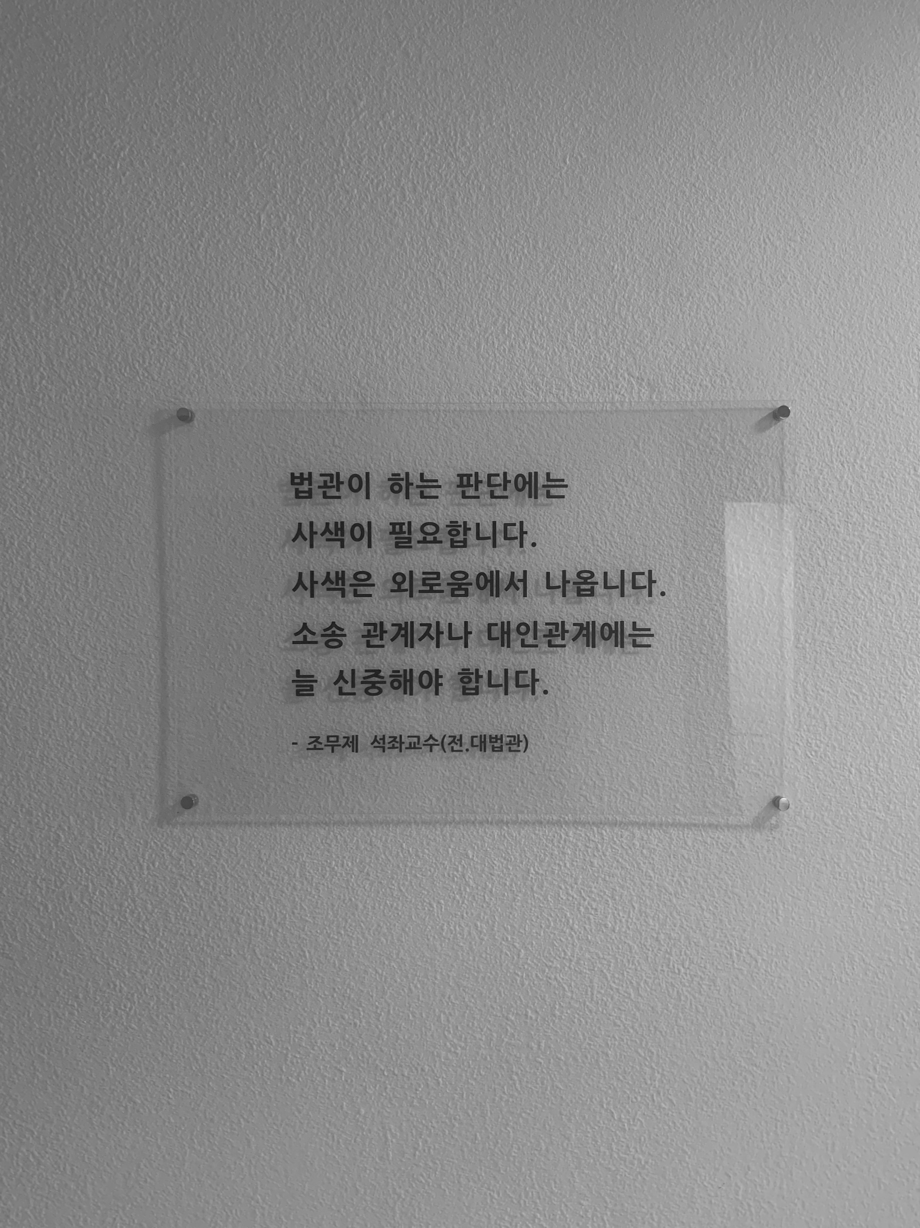 법관이 하는 판단에는
사색이 필요합니다.
사색은 외로움에서 나옵니다.
소송 관계자나 대인관계에는
늘 신중해야 합니다.
- 조무제 석좌교수(전.대법관)